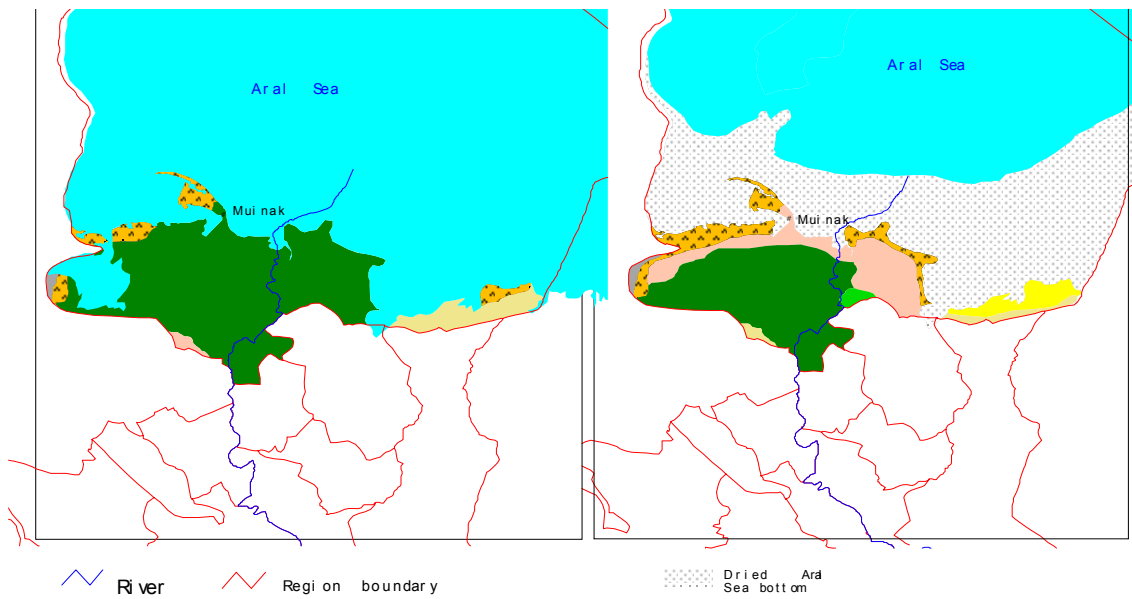 Aral Sea
Aral Sea
Muinak
Muinak
River
Region boundary
Dried Aral
Sea bottom